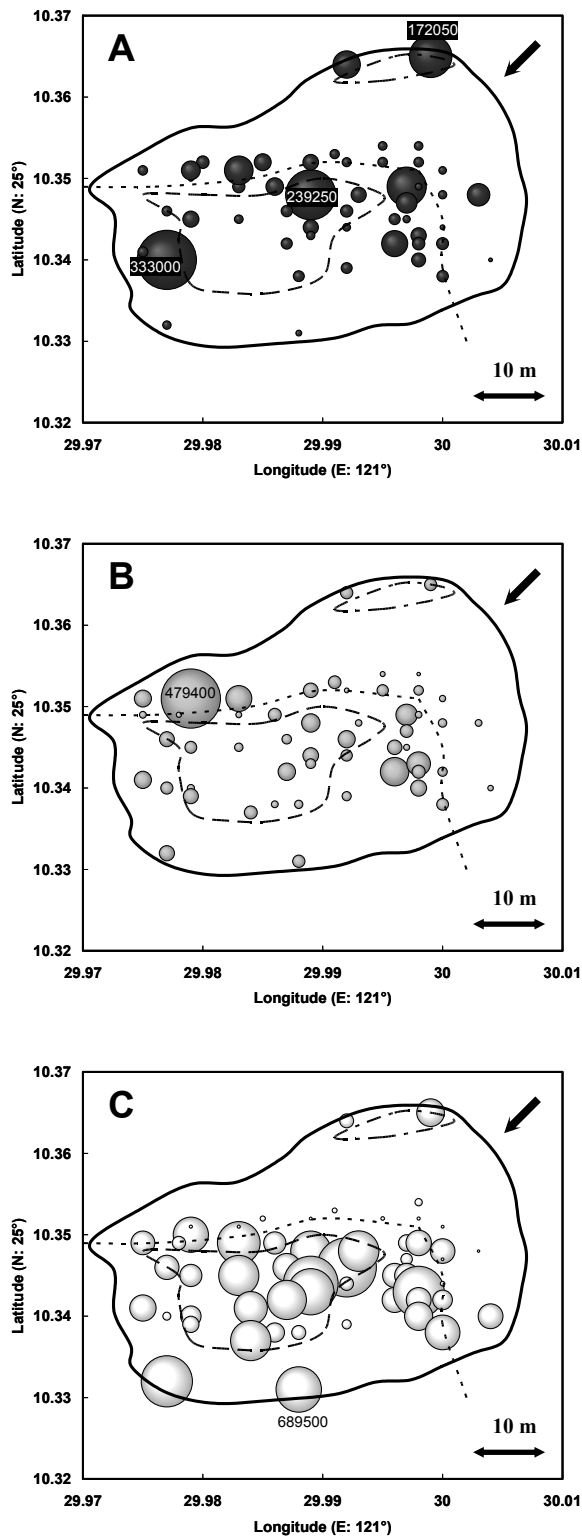 A
172050
239250
333000
10 m
10.37
10.36
10.35
10.34
10.33
10.32
29.97 29.98 29.99 30 30.01
Latitude (N: 25°)
Longitude (E: 121°)
B
479400
10 m
10.37
10.36
10.35
10.34
10.33
10.32
29.97 29.98 29.99 30 30.01
Latitude (N: 25°)
Longitude (E: 121°)
C
689500
10 m
10.37
10.36
10.35
10.34
10.33
10.32
29.97 29.98 29.99 30 30.01
Latitude (N: 25°)
Longitude (E: 121°)